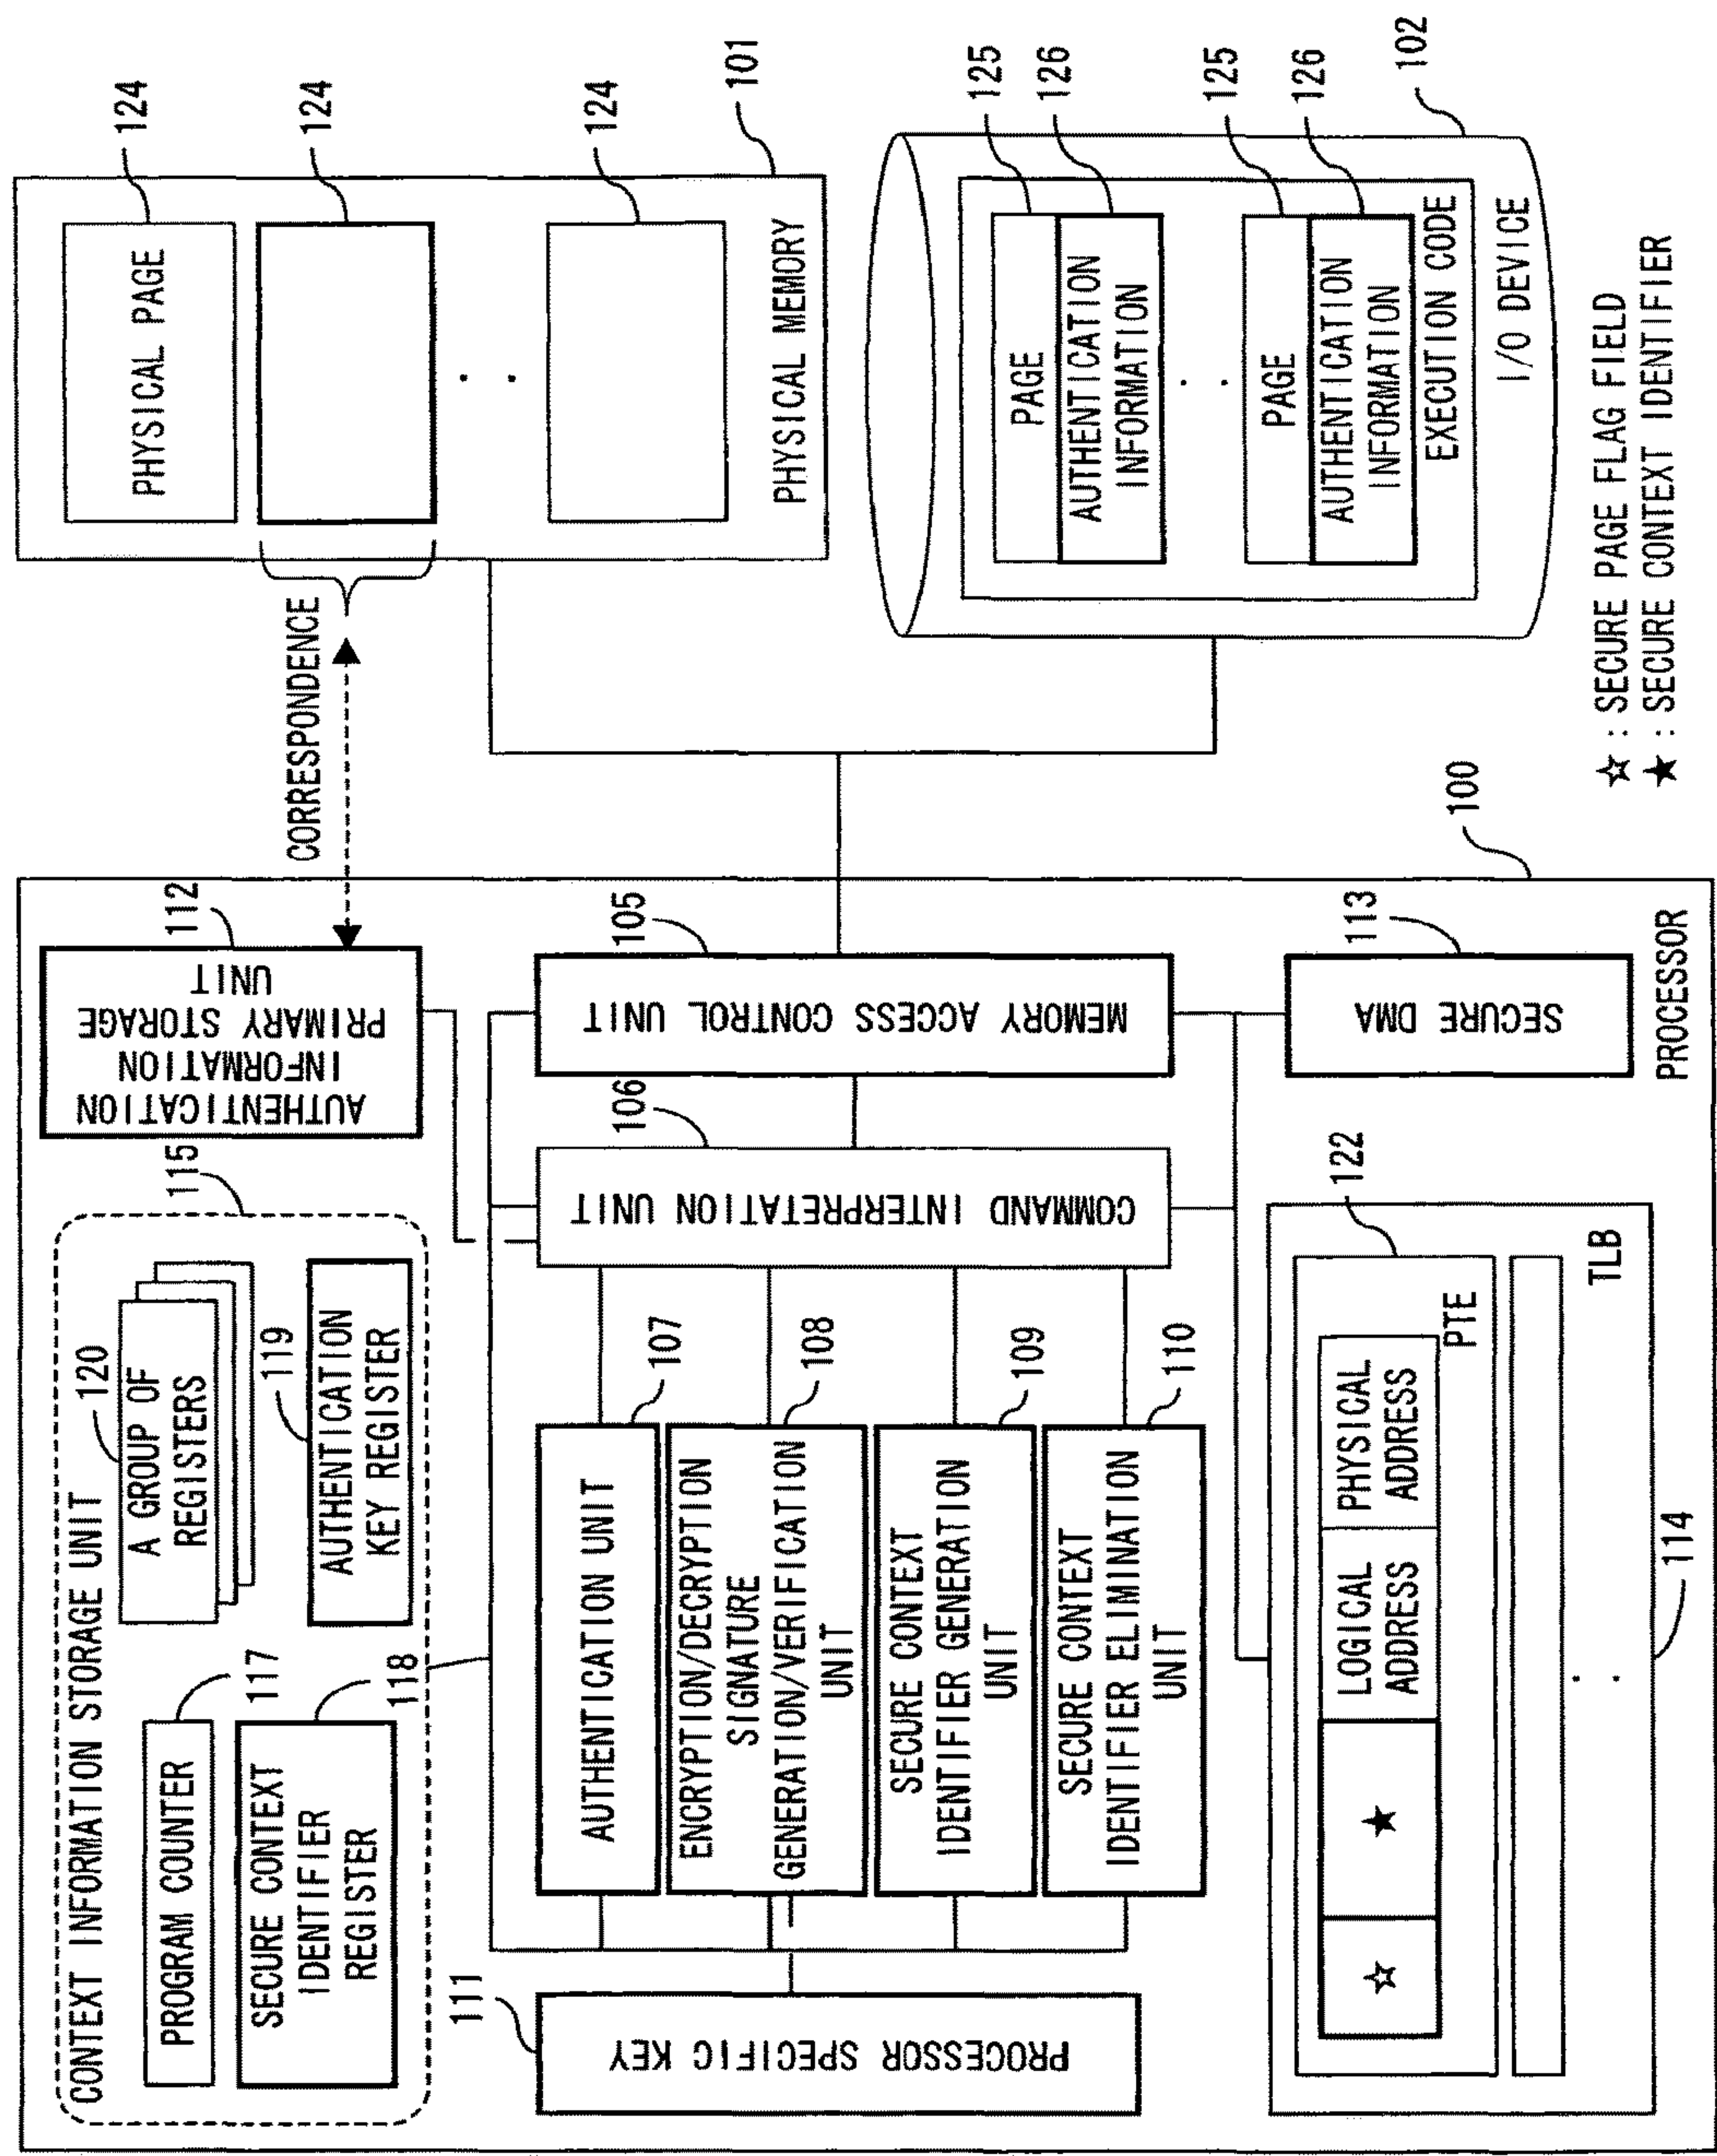 CONTEXT INFORMATION STORAGE UNIT
115
PROGRAM COUNTER
117
120
A GROUP OF
REGISTERS
SECURE CONTEXT
IDENTIFIER
REGISTER
118
119
AUTHENTICATION
KEY REGISTER
112
AUTHENTICATION
INFORMATION
PRIMARY STORAGE
UNIT
CORRESPONDENCE
111
PROCESSOR SPECIFIC KEY
AUTHENTICATION UNIT
107
ENCRYPTION/DECRYPTION
SIGNATURE
GENERATION/VERIFICATION
UNIT
108
SECURE CONTEXT
IDENTIFIER GENERATION
UNIT
109
SECURE CONTEXT
IDENTIFIER ELIMINATION
UNIT
110
106
COMMAND INTERPRETATION UNIT
105
MEMORY ACCESS CONTROL UNIT
113
SECURE DMA
☆
★
LOGICAL
ADDRESS
PHYSICAL
ADDRESS
PTE
122
TLB
114
PROCESSOR
100
PHYSICAL PAGE
124
124
124
PHYSICAL MEMORY
101
PAGE
125
AUTHENTICATION
INFORMATION
126
PAGE
125
AUTHENTICATION
INFORMATION
126
EXECUTION CODE
I/O DEVICE
102
☆ : SECURE PAGE FLAG FIELD
★ : SECURE CONTEXT IDENTIFIER